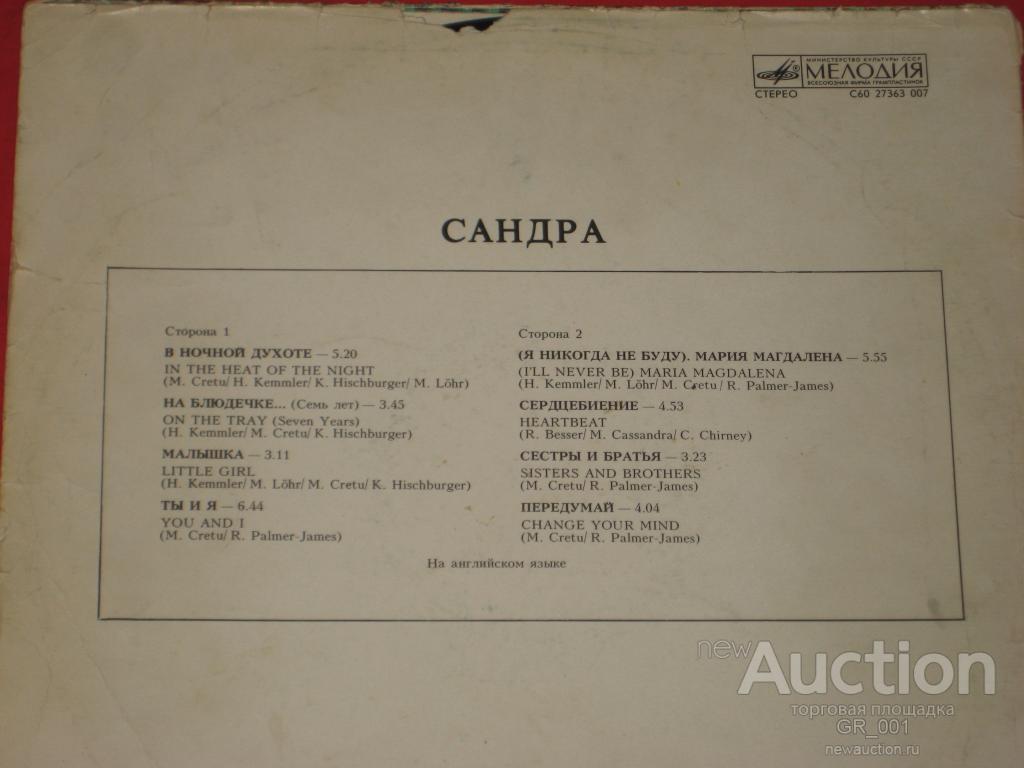 МИНИСТЕРСТВО КУЛЬТУРЫ СССР
МЕЛОДИЯ
ВСЕСОЮЗНАЯ ФИРМА ГРАМПЛАСТИНОК
СТЕРЕО С60 27363 007
САНДРА
Сторона 1
В НОЧНОЙ ДУХОТЕ — 5.20
IN THE HEAT OF THE NIGHT
(M. Cretu/ H. Kemmler/ K. Hischburger/ M. Löhr)
НА БЛЮДЕЧКЕ... (Семь лет) — 3.45
ON THE TRAY (Seven Years)
(H. Kemmler/ M. Cretu/ K. Hischburger)
МАЛЫШКА — 3.11
LITTLE GIRL
(H. Kemmler/ M. Löhr/ M. Cretu/ K. Hischburger)
ТЫ И Я — 6.44
YOU AND I
(M. Cretu/ R. Palmer-James)
Сторона 2
(Я НИКОГДА НЕ БУДУ). МАРИЯ МАГДАЛЕНА — 5.55
(I'LL NEVER BE) MARIA MAGDALENA
(H. Kemmler/ M. Löhr/ M. Cretu/ R. Palmer-James)
СЕРДЦЕБИЕНИЕ — 4.53
HEARTBEAT
(R. Besser/ M. Cassandra/ C. Chirney)
СЕСТРЫ И БРАТЬЯ — 3.23
SISTERS AND BROTHERS
(M. Cretu/ R. Palmer-James)
ПЕРЕДУМАЙ — 4.04
CHANGE YOUR MIND
(M. Cretu/ R. Palmer-James)
На английском языке
newAuction
торговая площадка
GR_001
newauction.ru